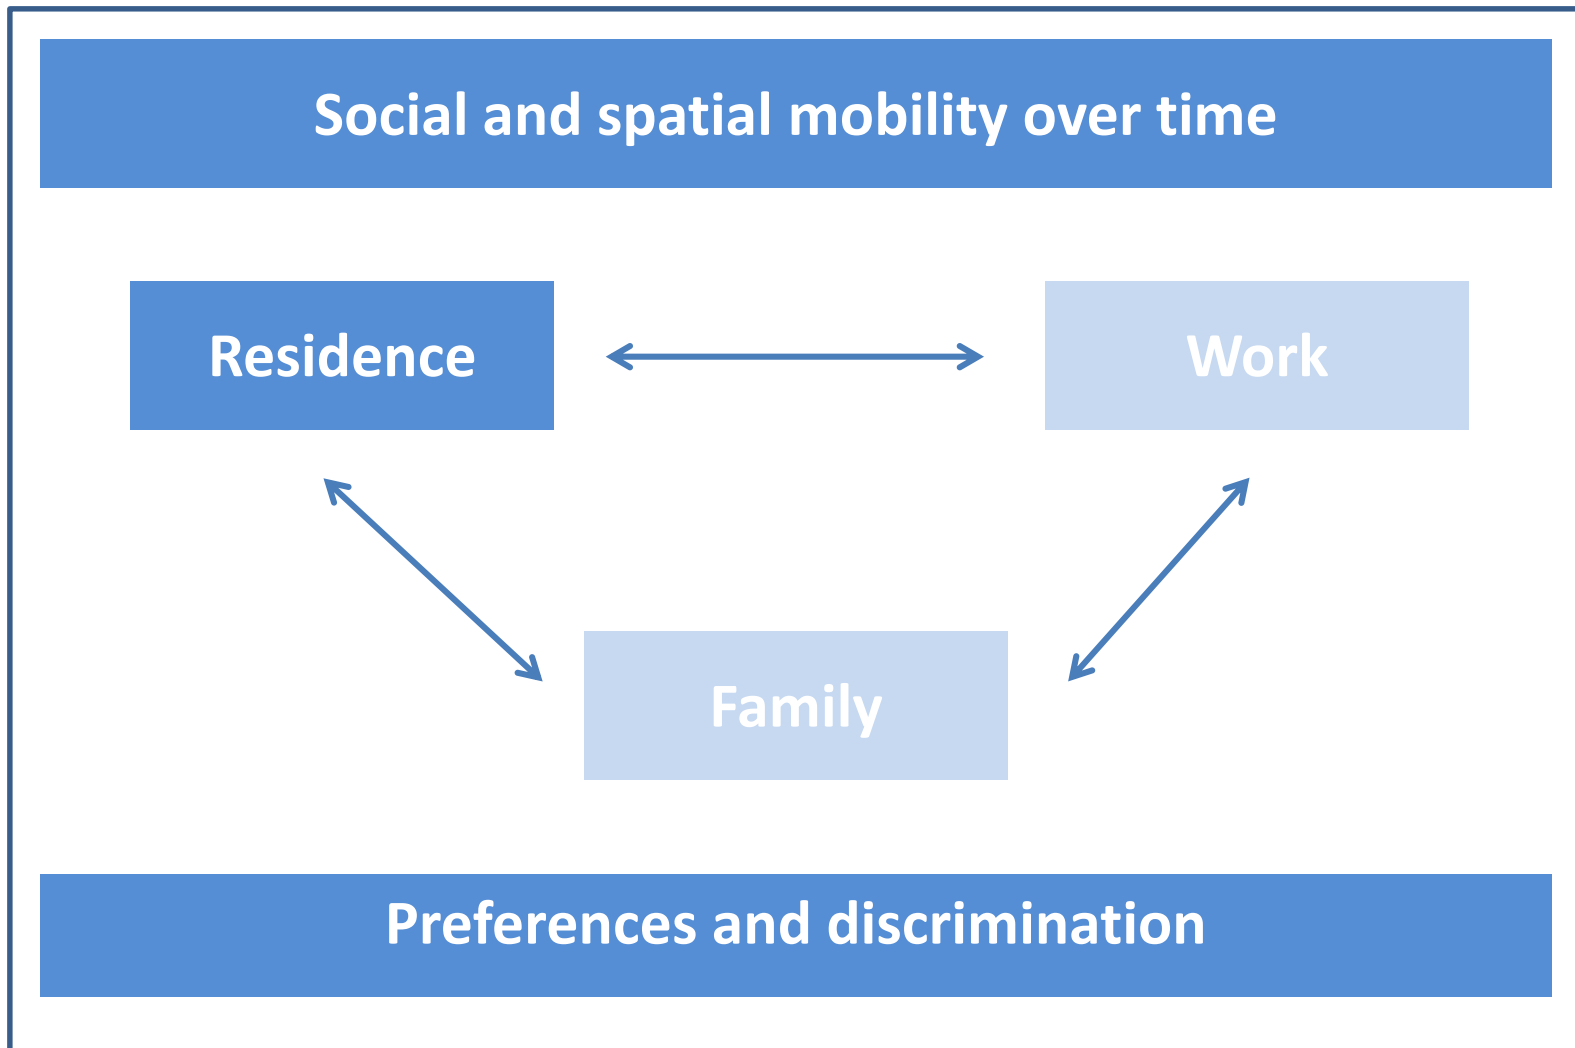 Social and spatial mobility over time
Residence
Work
Family
Preferences and discrimination